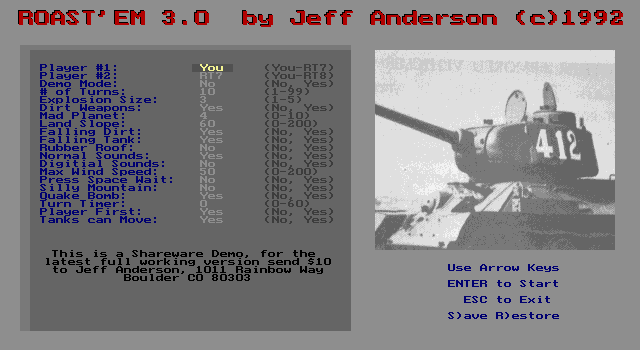 ROAST'EM 3.0 by Jeff Anderson (c)1992
Player #1: You (You-RT7)
Player #2: RT7 (You-RT8)
Demo Mode: No (No, Yes)
# of Turns: 10 (1-99)
Explosion Size: 3 (1-5)
Dirt Weapons: Yes (No, Yes)
Mad Planet: 4 (0-10)
Land Slope: 60 (0-200)
Falling Dirt: Yes (No, Yes)
Falling Tank: Yes (No, Yes)
Rubber Roof: No (No, Yes)
Normal Sounds: Yes (No, Yes)
Digitial Sounds: No (No, Yes)
Max Wind Speed: 50 (0-200)
Press Space Wait: No (No, Yes)
Silly Mountain: No (No, Yes)
Quake Bomb: Yes (No, Yes)
Turn Timer: 0 (0-60)
Player First: Yes (No, Yes)
Tanks can Move: Yes (No, Yes)
This is a Shareware Demo, for the
latest full working version send $10
to Jeff Anderson, 1011 Rainbow Way
Boulder CO 80303
412
Use Arrow Keys
ENTER to Start
ESC to Exit
S)ave R)estore